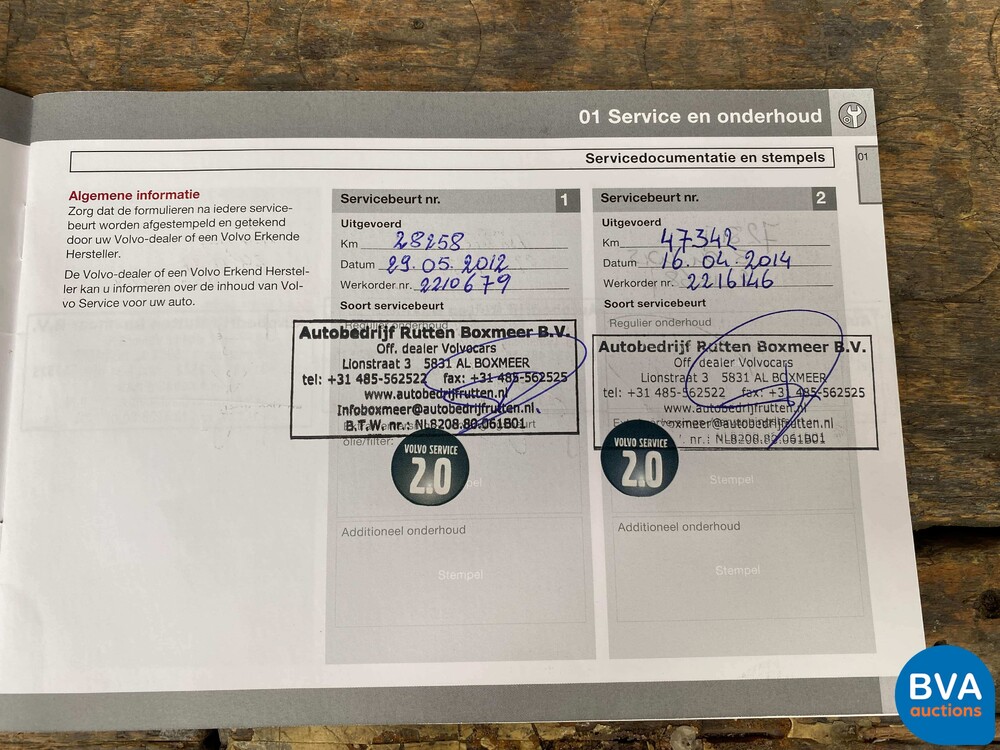 01 Service en onderhoud
Servicedocumentatie en stempels
01
Algemene informatie
Zorg dat de formulieren na iedere service-
beurt worden afgestempeld en getekend
door uw Volvo-dealer of een Volvo Erkende
Hersteller.
De Volvo-dealer of een Volvo Erkend Herstel-
ler kan u informeren over de inhoud van Vol-
vo Service voor uw auto.
Servicebeurt nr. 1
Uitgevoerd
Km 28258
Datum 29.05.2012
Werkorder nr. 2210679
Soort servicebeurt
Regulier onderhoud
Autobedrijf Rutten Boxmeer B.V.
Off. dealer Volvocars
Lionstraat 3 5831 AL BOXMEER
tel: +31 485-562522 fax: +31 485-562525
www.autobedrijfrutten.nl
Infoboxmeer@autobedrijfrutten.nl
B.T.W. nr.: NL8208.80.061B01
olie/filter:
VOLVO SERVICE
2.0
Additioneel onderhoud
Stempel
Servicebeurt nr. 2
Uitgevoerd
Km 47342
Datum 16.04.2014
Werkorder nr. 2216146
Soort servicebeurt
Regulier onderhoud
Autobedrijf Rutten Boxmeer B.V.
Off. dealer Volvocars
Lionstraat 3 5831 AL BOXMEER
tel: +31 485-562522 fax: +31 485-562525
www.autobedrijfrutten.nl
boxmeer@autobedrijfrutten.nl
nr.: NL8208.80.061B01
VOLVO SERVICE
2.0
Stempel
Additioneel onderhoud
Stempel
BVA
auctions